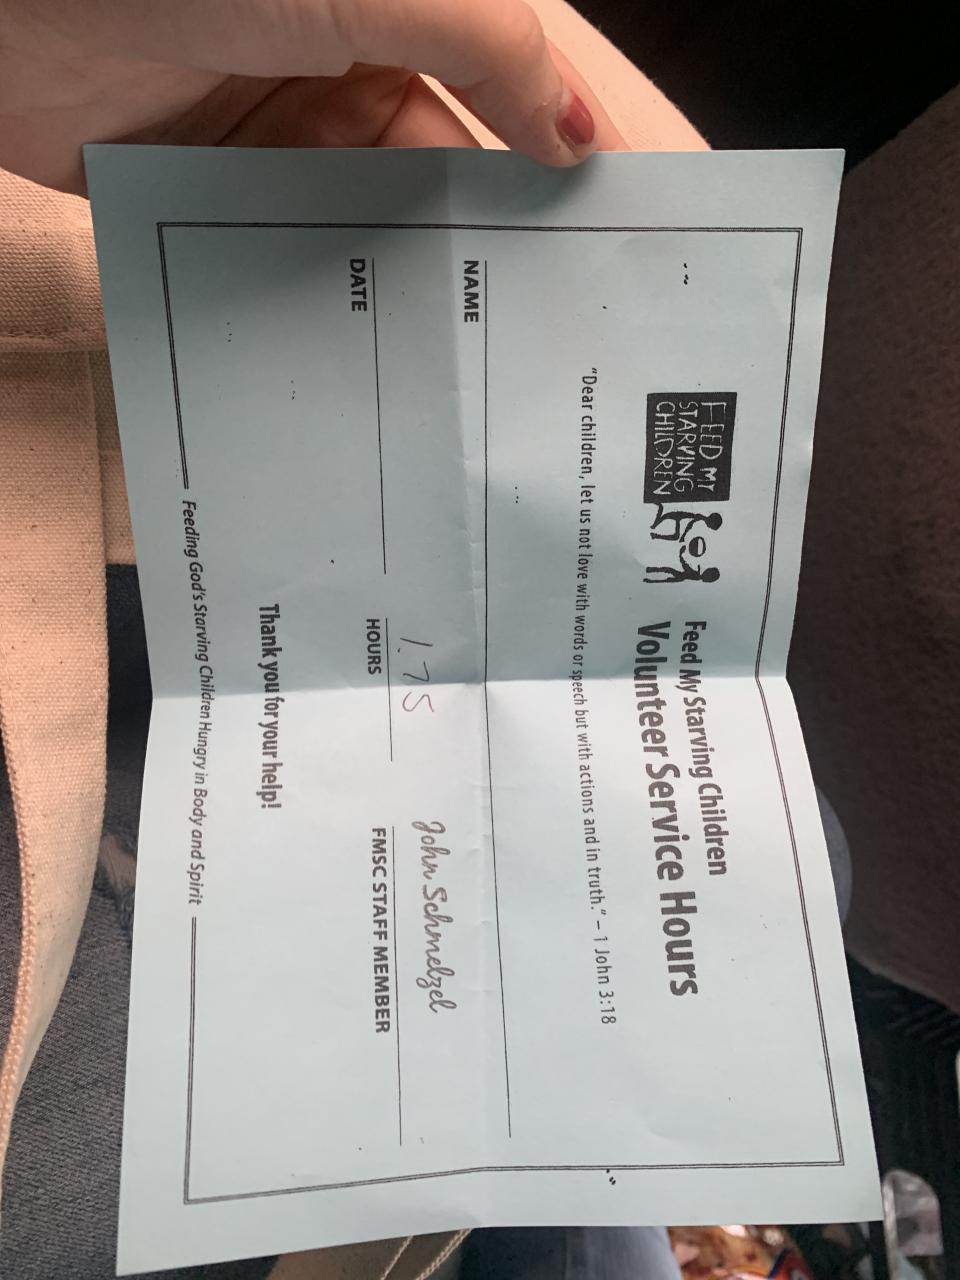 FEED MY
STARVING
CHILDREN
Feed My Starving Children
Volunteer Service Hours
"Dear children, let us not love with words or speech but with actions and in truth." – 1 John 3:18
NAME
1.75 John Schmelzel
DATE HOURS FMSC STAFF MEMBER
Thank you for your help!
Feeding God's Starving Children Hungry in Body and Spirit